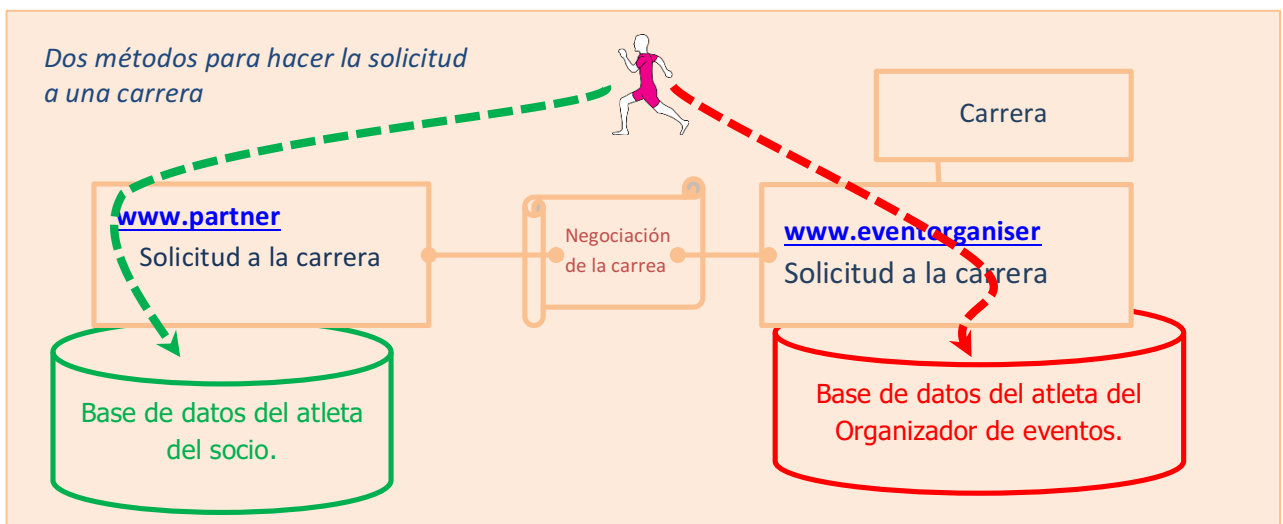 Dos métodos para hacer la solicitud
a una carrera
Carrera
www.partner
Solicitud a la carrera
Negociación
de la carrea
www.eventorganiser
Solicitud a la carrera
Base de datos del atleta
del socio.
Base de datos del atleta del
Organizador de eventos.